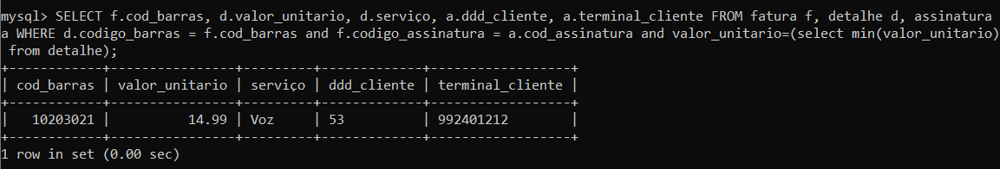 mysql> SELECT f.cod_barras, d.valor_unitario, d.serviço, a.ddd_cliente, a.terminal_cliente FROM fatura f, detalhe d, assinatura
a WHERE d.codigo_barras = f.cod_barras and f.codigo_assinatura = a.cod_assinatura and valor_unitario=(select min(valor_unitario)
 from detalhe);
+------------+----------------+---------+-------------+------------------+
| cod_barras | valor_unitario | serviço | ddd_cliente | terminal_cliente |
+------------+----------------+---------+-------------+------------------+
|   10203021 |          14.99 | Voz     | 53          | 992401212        |
+------------+----------------+---------+-------------+------------------+
1 row in set (0.00 sec)